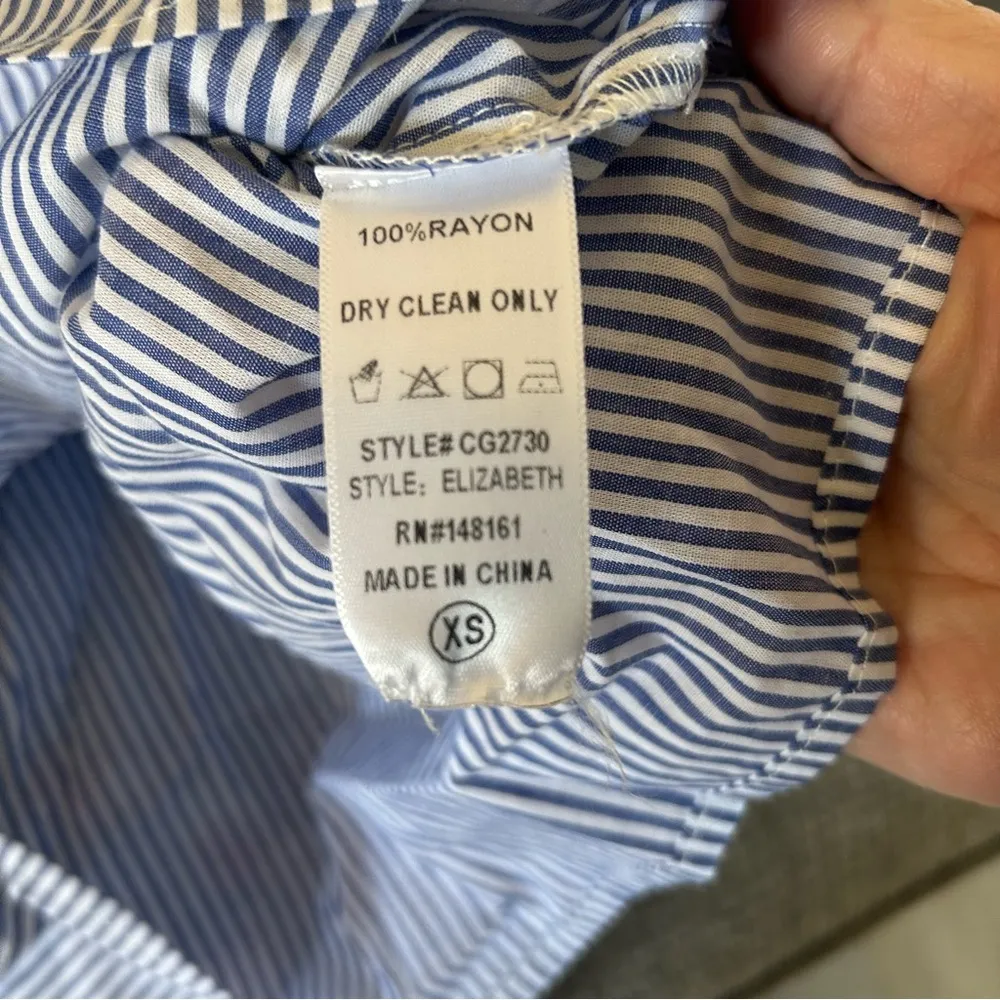 100%RAYON
DRY CLEAN ONLY
STYLE# CG2730
STYLE: ELIZABETH
RN#148161
MADE IN CHINA
XS